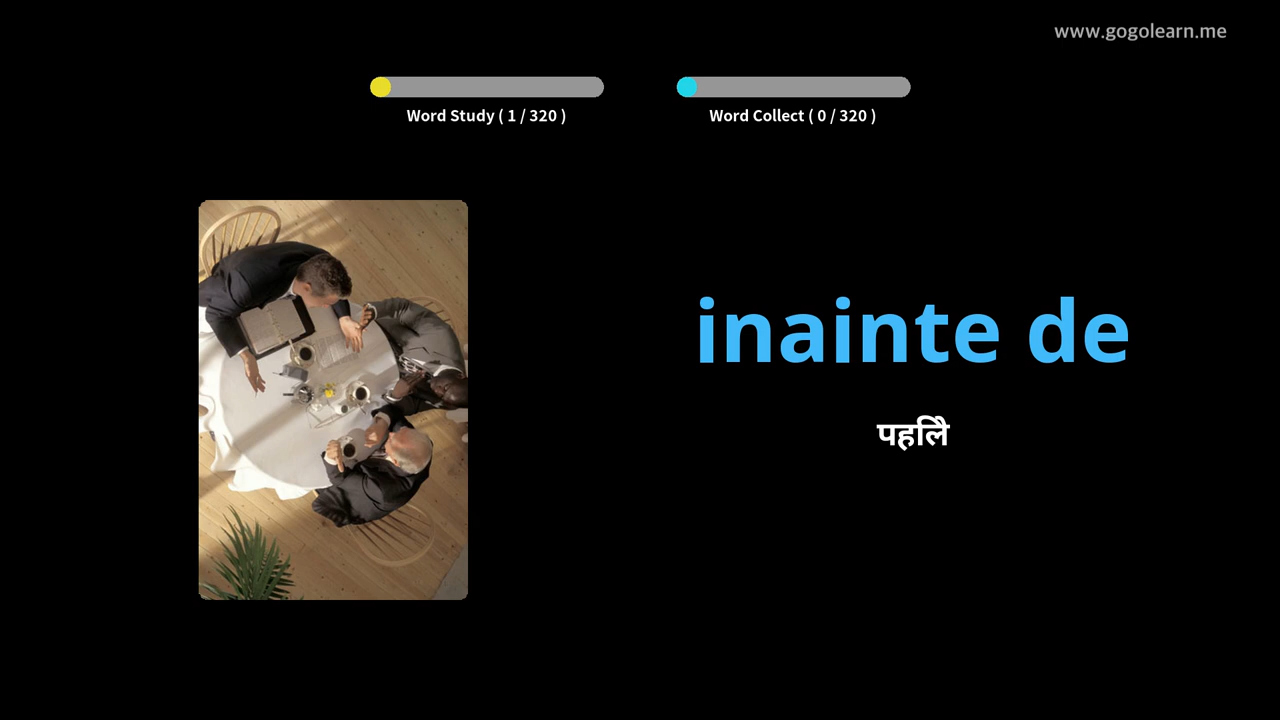 www.gogolearn.me
Word Study ( 1 / 320 )
Word Collect ( 0 / 320 )
inainte de
पहलिे